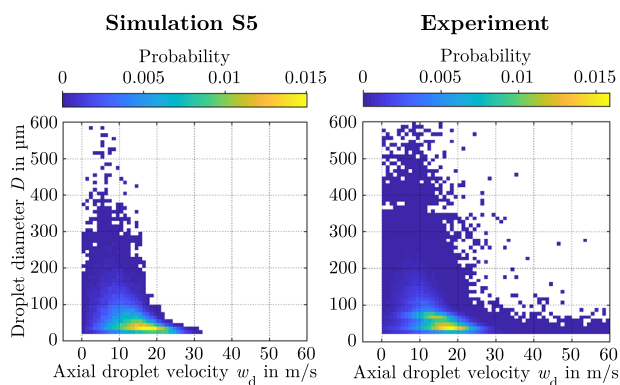 Simulation S5 Experiment
Probability Probability
0 0.005 0.01 0.015 0 0.005 0.01 0.015
Droplet diameter D in µm
600 600
500 500
400 400
300 300
200 200
100 100
0 0
0 10 20 30 40 50 60 0 10 20 30 40 50 60
Axial droplet velocity w_d in m/s Axial droplet velocity w_d in m/s